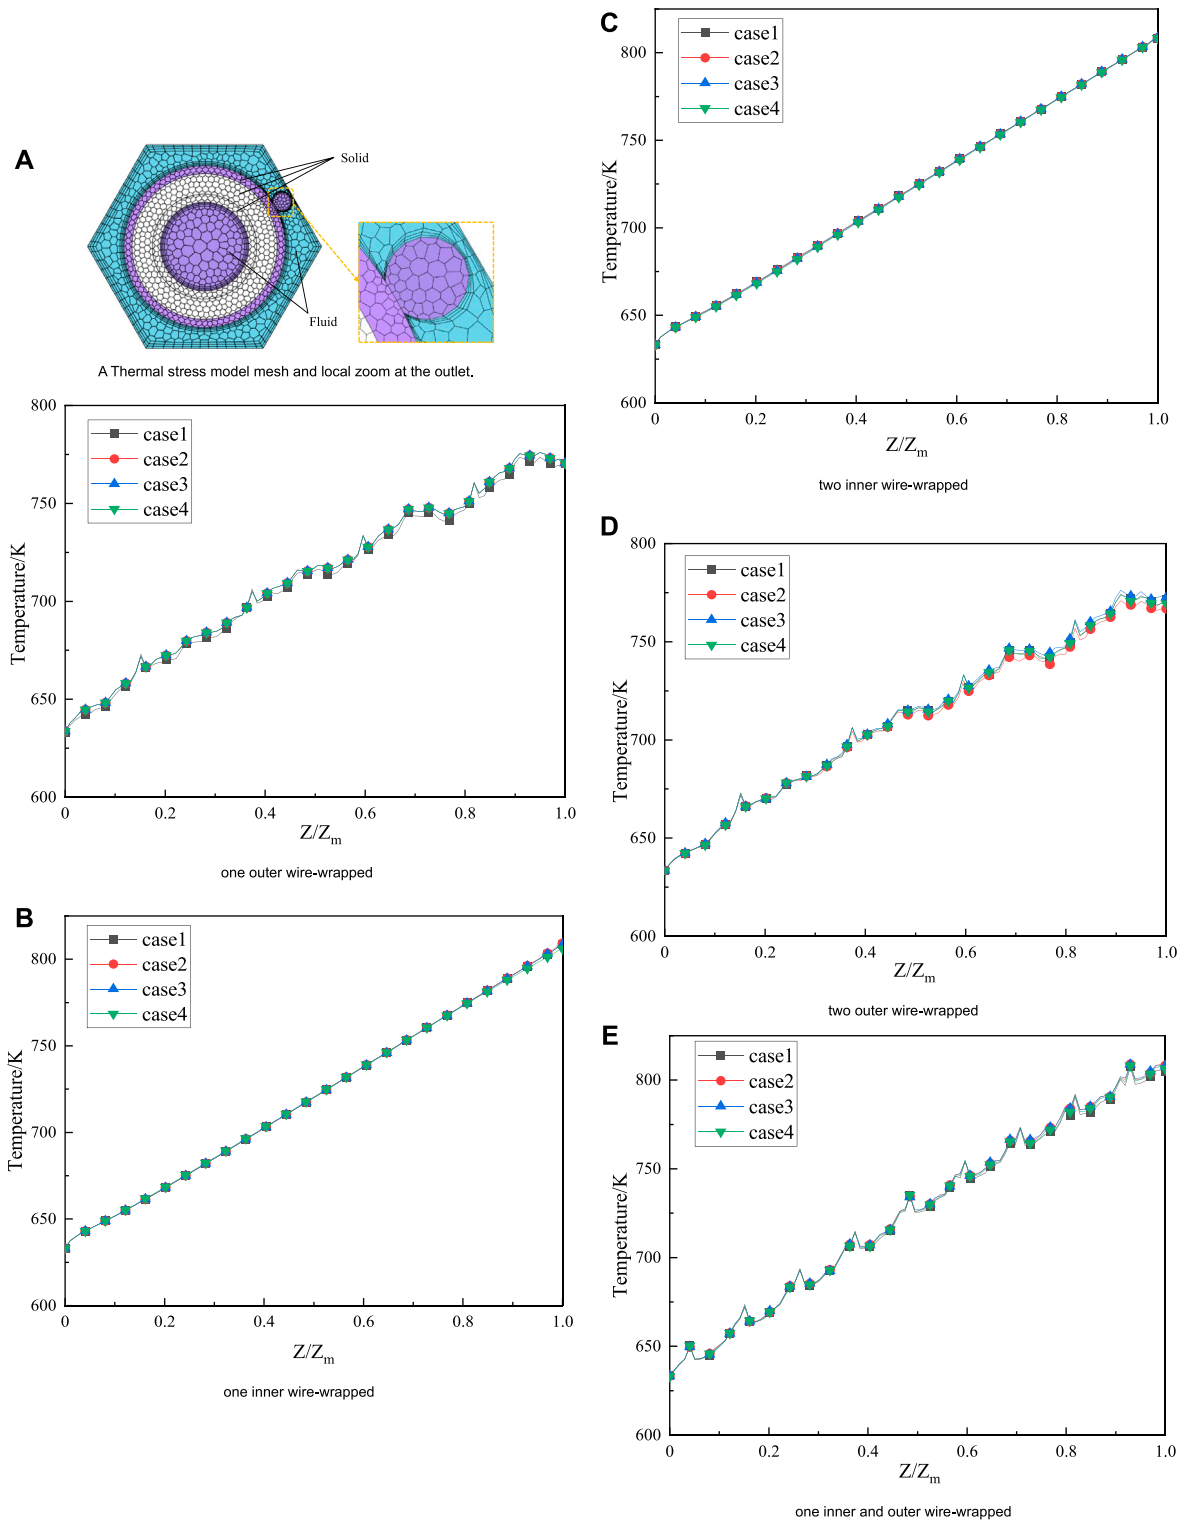 A
Solid
Fluid
A Thermal stress model mesh and local zoom at the outlet.
800
750
700
650
600
0
0.2
0.4
0.6
0.8
1.0
Temperature/K
Z/Zm
case1
case2
case3
case4
one outer wire-wrapped
B
800
750
700
650
600
0
0.2
0.4
0.6
0.8
1.0
Temperature/K
Z/Zm
case1
case2
case3
case4
one inner wire-wrapped
C
800
750
700
650
600
0
0.2
0.4
0.6
0.8
1.0
Temperature/K
Z/Zm
case1
case2
case3
case4
two inner wire-wrapped
D
800
750
700
650
600
0
0.2
0.4
0.6
0.8
1.0
Temperature/K
Z/Zm
case1
case2
case3
case4
two outer wire-wrapped
E
800
750
700
650
600
0
0.2
0.4
0.6
0.8
1.0
Temperature/K
Z/Zm
case1
case2
case3
case4
one inner and outer wire-wrapped